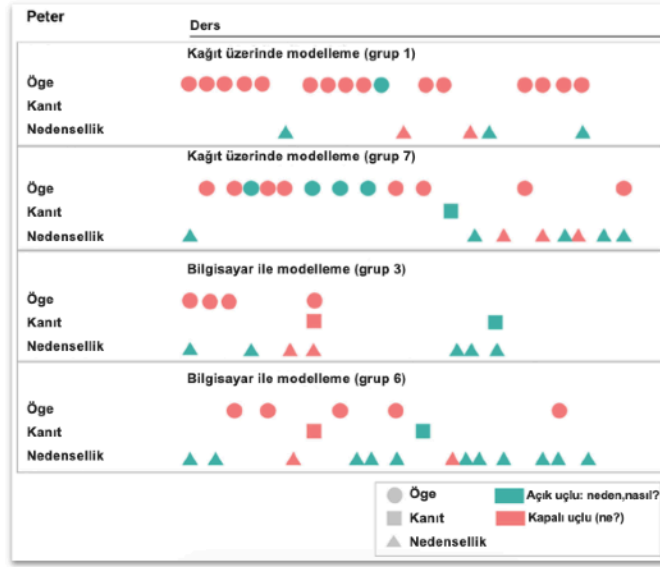 Peter
Ders
Kağıt üzerinde modelleme (grup 1)
Öge
Kanıt
Nedensellik
Kağıt üzerinde modelleme (grup 7)
Öge
Kanıt
Nedensellik
Bilgisayar ile modelleme (grup 3)
Öge
Kanıt
Nedensellik
Bilgisayar ile modelleme (grup 6)
Öge
Kanıt
Nedensellik
Öge Açık uçlu: neden,nasıl?
Kanıt Kapalı uçlu (ne?)
Nedensellik